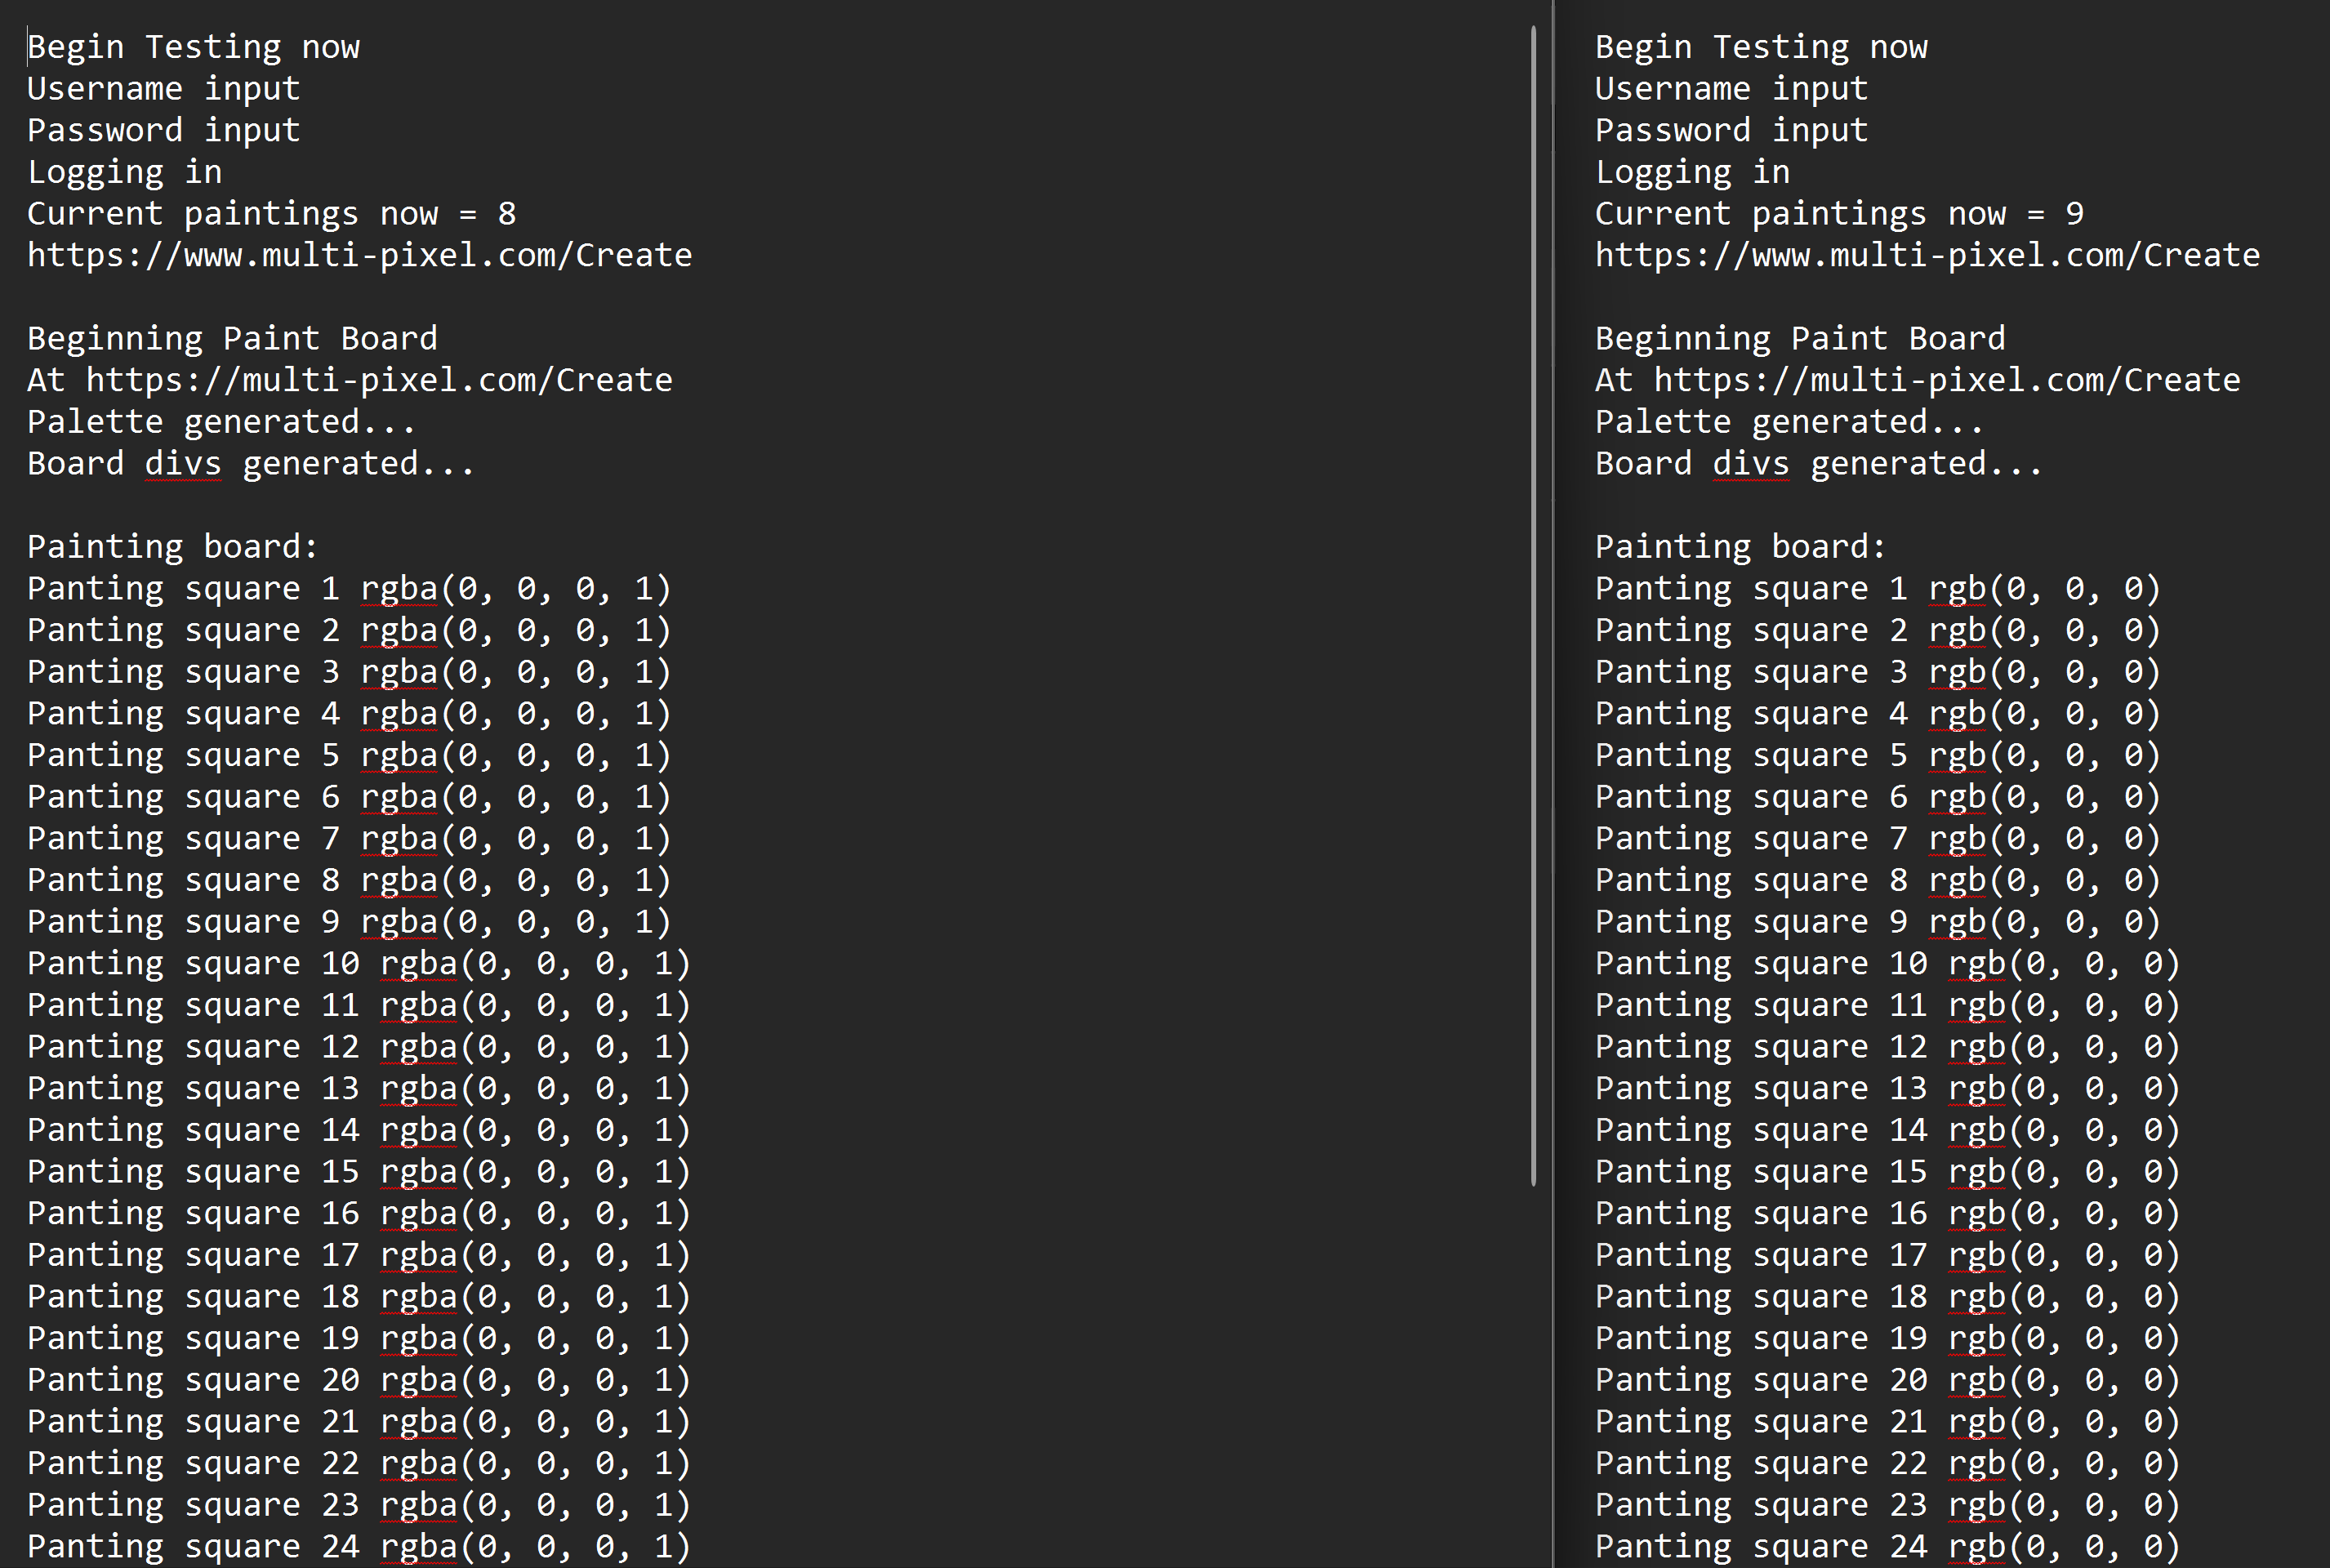 Begin Testing now
Username input
Password input
Logging in
Current paintings now = 8
https://www.multi-pixel.com/Create

Beginning Paint Board
At https://multi-pixel.com/Create
Palette generated...
Board divs generated...

Painting board:
Panting square 1 rgba(0, 0, 0, 1)
Panting square 2 rgba(0, 0, 0, 1)
Panting square 3 rgba(0, 0, 0, 1)
Panting square 4 rgba(0, 0, 0, 1)
Panting square 5 rgba(0, 0, 0, 1)
Panting square 6 rgba(0, 0, 0, 1)
Panting square 7 rgba(0, 0, 0, 1)
Panting square 8 rgba(0, 0, 0, 1)
Panting square 9 rgba(0, 0, 0, 1)
Panting square 10 rgba(0, 0, 0, 1)
Panting square 11 rgba(0, 0, 0, 1)
Panting square 12 rgba(0, 0, 0, 1)
Panting square 13 rgba(0, 0, 0, 1)
Panting square 14 rgba(0, 0, 0, 1)
Panting square 15 rgba(0, 0, 0, 1)
Panting square 16 rgba(0, 0, 0, 1)
Panting square 17 rgba(0, 0, 0, 1)
Panting square 18 rgba(0, 0, 0, 1)
Panting square 19 rgba(0, 0, 0, 1)
Panting square 20 rgba(0, 0, 0, 1)
Panting square 21 rgba(0, 0, 0, 1)
Panting square 22 rgba(0, 0, 0, 1)
Panting square 23 rgba(0, 0, 0, 1)
Panting square 24 rgba(0, 0, 0, 1)
Begin Testing now
Username input
Password input
Logging in
Current paintings now = 9
https://www.multi-pixel.com/Create

Beginning Paint Board
At https://multi-pixel.com/Create
Palette generated...
Board divs generated...

Painting board:
Panting square 1 rgb(0, 0, 0)
Panting square 2 rgb(0, 0, 0)
Panting square 3 rgb(0, 0, 0)
Panting square 4 rgb(0, 0, 0)
Panting square 5 rgb(0, 0, 0)
Panting square 6 rgb(0, 0, 0)
Panting square 7 rgb(0, 0, 0)
Panting square 8 rgb(0, 0, 0)
Panting square 9 rgb(0, 0, 0)
Panting square 10 rgb(0, 0, 0)
Panting square 11 rgb(0, 0, 0)
Panting square 12 rgb(0, 0, 0)
Panting square 13 rgb(0, 0, 0)
Panting square 14 rgb(0, 0, 0)
Panting square 15 rgb(0, 0, 0)
Panting square 16 rgb(0, 0, 0)
Panting square 17 rgb(0, 0, 0)
Panting square 18 rgb(0, 0, 0)
Panting square 19 rgb(0, 0, 0)
Panting square 20 rgb(0, 0, 0)
Panting square 21 rgb(0, 0, 0)
Panting square 22 rgb(0, 0, 0)
Panting square 23 rgb(0, 0, 0)
Panting square 24 rgb(0, 0, 0)